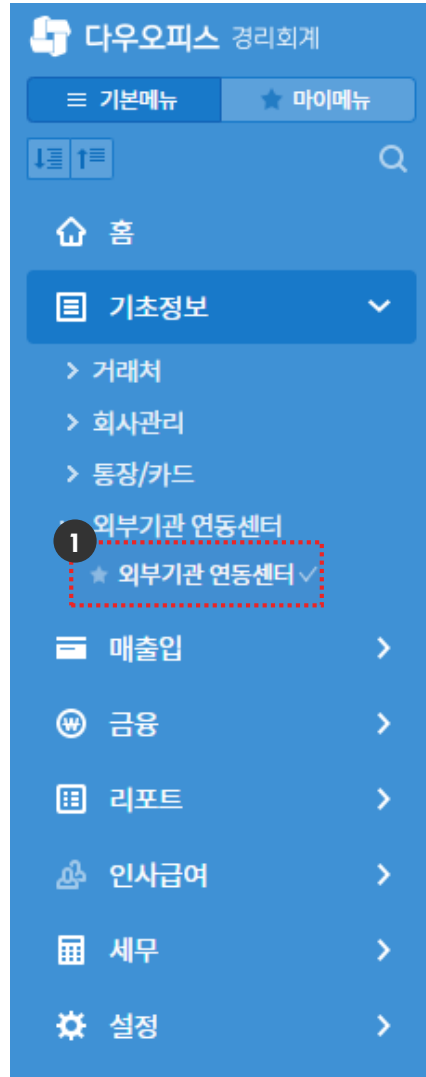 다우오피스 경리회계
기본메뉴 마이메뉴
홈
기초정보
거래처
회사관리
통장/카드
외부기관 연동센터
1
외부기관 연동센터
매출입
금융
리포트
인사급여
세무
설정